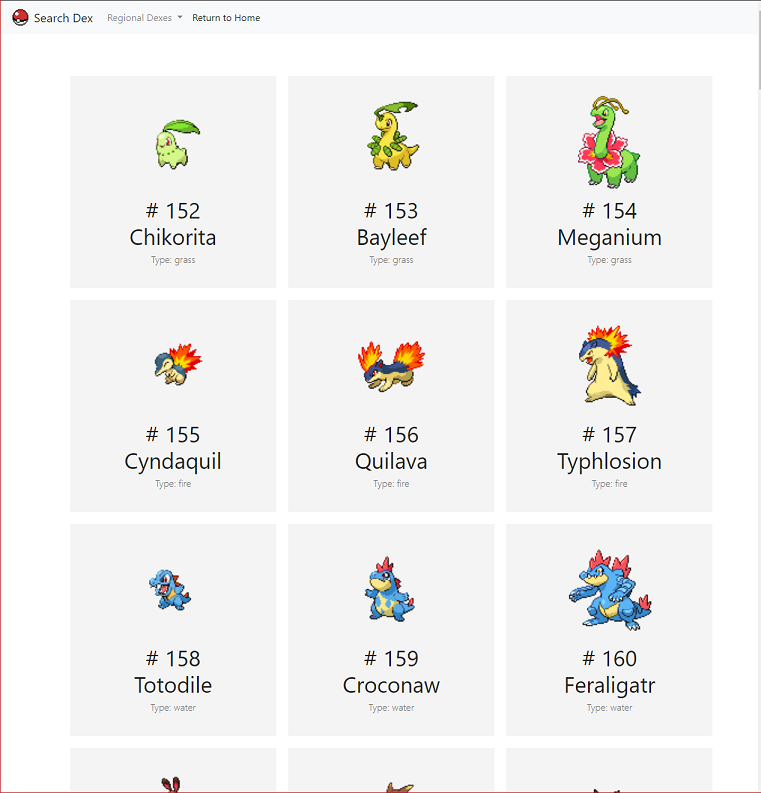 Search Dex Regional Dexes Return to Home
# 152 # 153 # 154
Chikorita Bayleef Meganium
Type: grass Type: grass Type: grass
# 155 # 156 # 157
Cyndaquil Quilava Typhlosion
Type: fire Type: fire Type: fire
# 158 # 159 # 160
Totodile Croconaw Feraligatr
Type: water Type: water Type: water